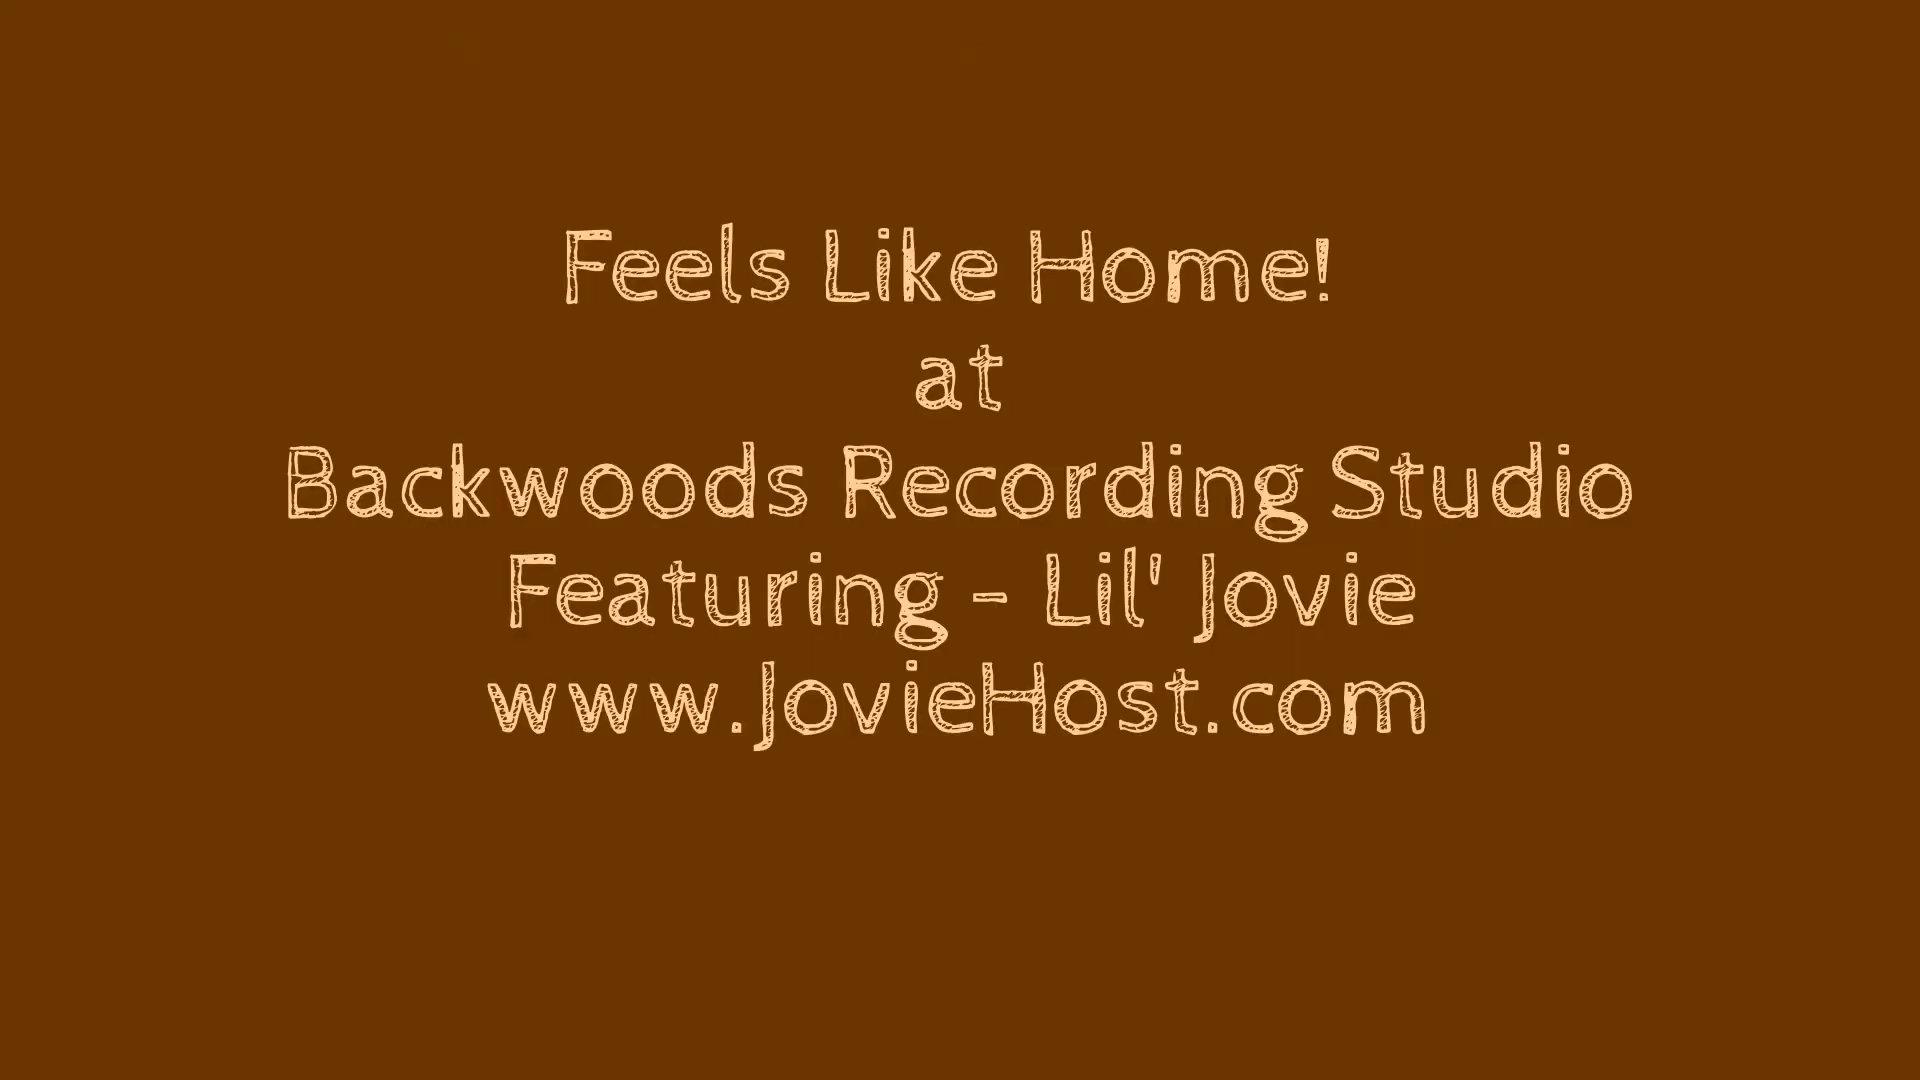 Feels Like Home!
at
Backwoods Recording Studio
Featuring - Lil' Jovie
www.JovieHost.com